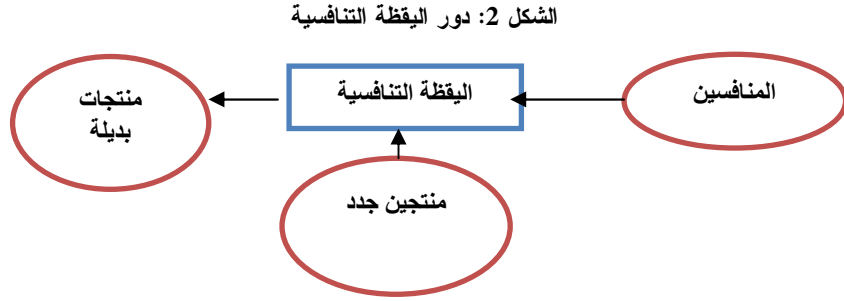 الشكل 2: دور اليقظة التنافسية
المنافسين
اليقظة التنافسية
منتجات
بديلة
منتجين جدد